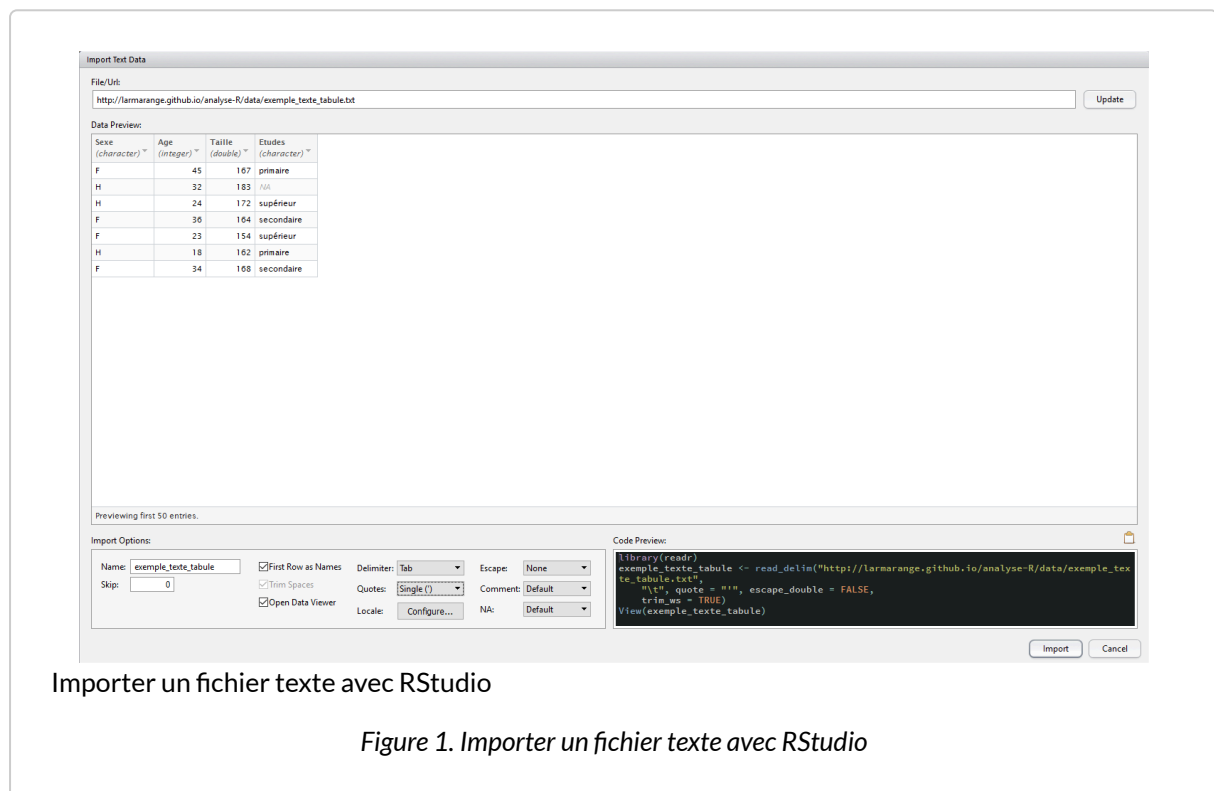 Import Text Data
File/Url:
http://larmarange.github.io/analyse-R/data/exemple_texte_tabule.txt
Update
Data Preview:
Sexe Age Taille Etudes
(character) (integer) (double) (character)
F 45 167 primaire
H 32 183 NA
H 24 172 supérieur
F 36 164 secondaire
F 23 154 supérieur
H 18 162 primaire
F 34 168 secondaire
Previewing first 50 entries.
Import Options:
Name: exemple_texte_tabule First Row as Names Delimiter: Tab Escape: None
Skip: 0 Trim Spaces Quotes: Single (') Comment: Default
Open Data Viewer Locale: Configure... NA: Default
Code Preview:
library(readr)
exemple_texte_tabule <- read_delim("http://larmarange.github.io/analyse-R/data/exemple_tex
te_tabule.txt",
"\t", quote = "'", escape_double = FALSE,
trim_ws = TRUE)
View(exemple_texte_tabule)
Import Cancel
Importer un fichier texte avec RStudio
Figure 1. Importer un fichier texte avec RStudio